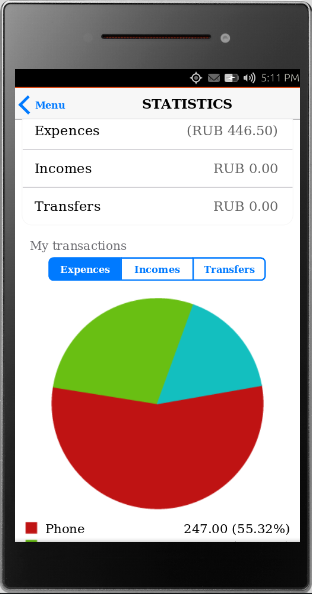 5:11 PM
Menu STATISTICS
Expences (RUB 446.50)
Incomes RUB 0.00
Transfers RUB 0.00
My transactions
Expences Incomes Transfers
Phone 247.00 (55.32%)